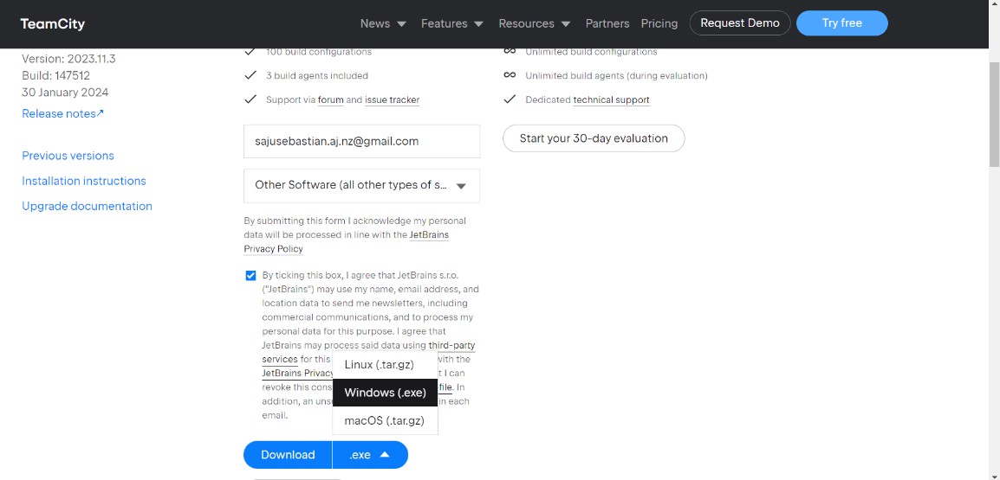 TeamCity
News
Features
Resources
Partners
Pricing
Request Demo
Try free
Version: 2023.11.3
Build: 147512
30 January 2024
Release notes↗
Previous versions
Installation instructions
Upgrade documentation
100 build configurations
3 build agents included
Support via forum and issue tracker
sajusebastian.aj.nz@gmail.com
Other Software (all other types of s...
By submitting this form I acknowledge my personal
data will be processed in line with the JetBrains
Privacy Policy
By ticking this box, I agree that JetBrains s.r.o.
("JetBrains") may use my name, email address, and
location data to send me newsletters, including
commercial communications, and to process my
personal data for this purpose. I agree that
JetBrains may process said data using third-party
services for this with the
JetBrains Privacy t I can
revoke this cons file. In
addition, an unsu in each
email.
Linux (.tar.gz)
Windows (.exe)
macOS (.tar.gz)
Download
.exe
Unlimited build configurations
Unlimited build agents (during evaluation)
Dedicated technical support
Start your 30-day evaluation